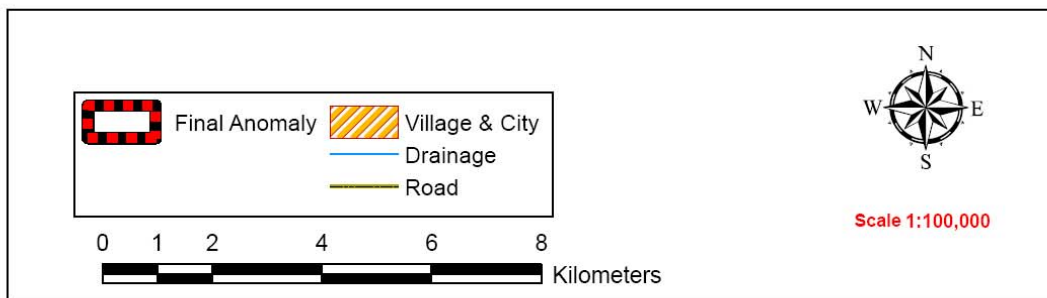 N
W E
S
Final Anomaly Village & City
Drainage
Road
Scale 1:100,000
0 1 2 4 6 8
Kilometers